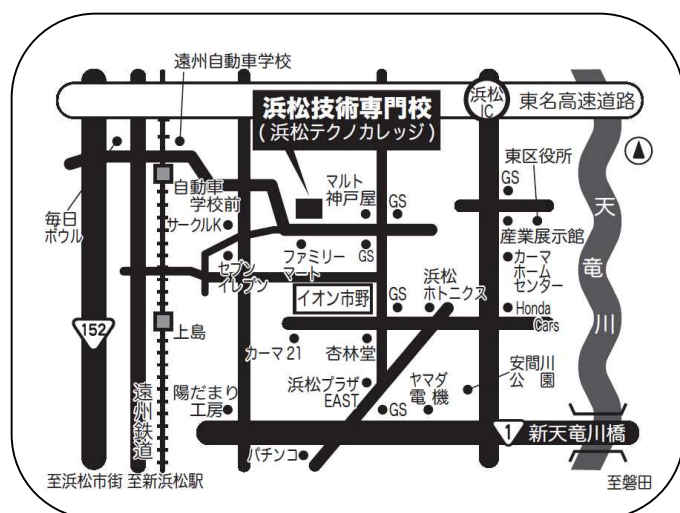 遠州自動車学校
浜松技術専門校
(浜松テクノカレッジ)
浜松
IC
東名高速道路
毎日
ボウル
自動車
学校前
サークルK
マルト
神戸屋
GS
GS
東区役所
産業展示館
天竜川
セブン
イレブン
ファミリー
マート
GS
カーマ
ホーム
センター
イオン市野
GS
浜松
ホトニクス
Honda
Cars
152
上島
カーマ21
杏林堂
遠州鉄道
陽だまり
工房
浜松プラザ
EAST
GS
ヤマダ
電機
安間川
公園
1
新天竜川橋
パチンコ
至浜松市街
至新浜松駅
至磐田